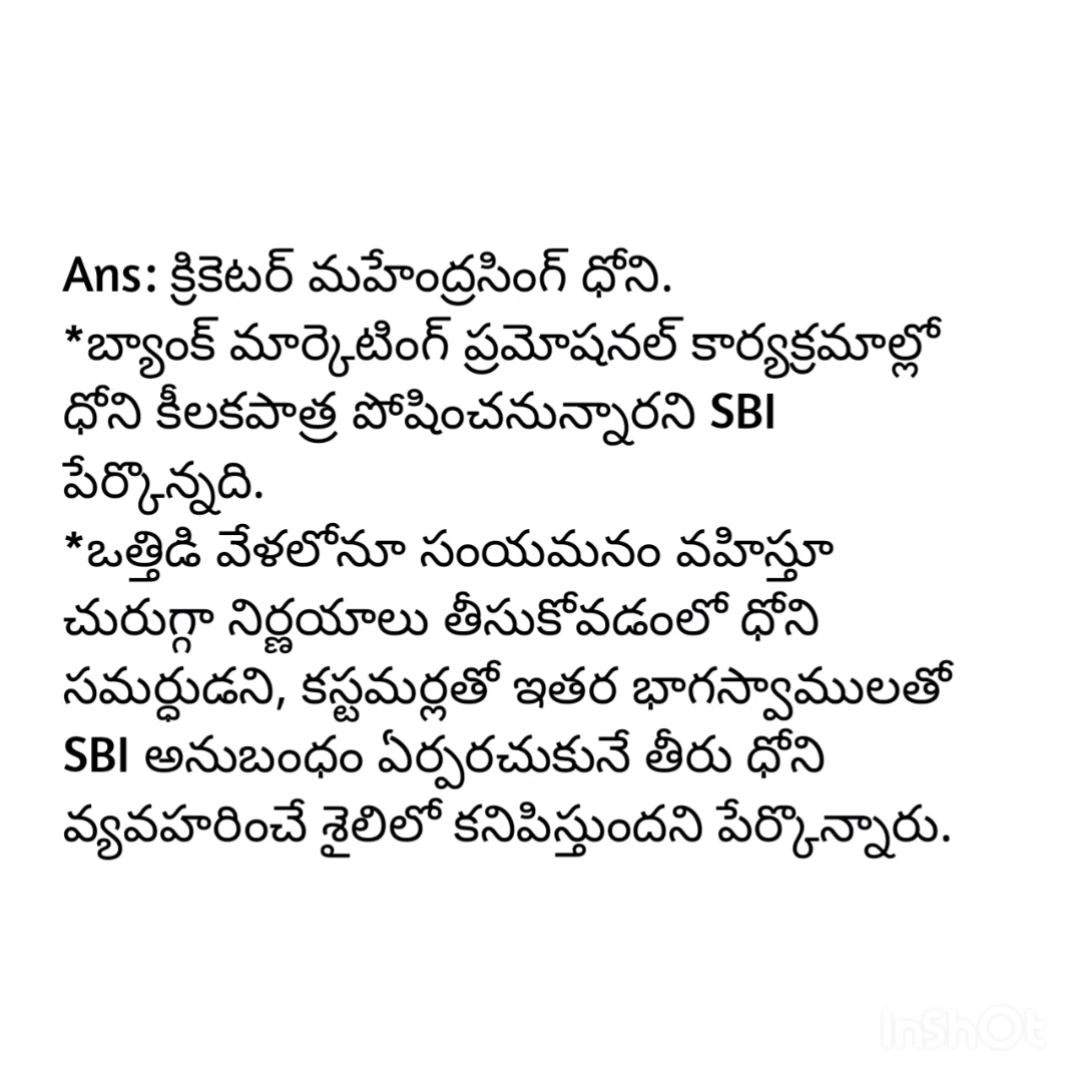 Ans: క్రికెటర్ మహేంద్రసింగ్ ధోని.
*బ్యాంక్ మార్కెటింగ్ ప్రమోషనల్ కార్యక్రమాల్లో
ధోని కీలకపాత్ర పోషించనున్నారని SBI
పేర్కొన్నది.
*ఒత్తిడి వేళలోనూ సంయమనం వహిస్తూ
చురుగ్గా నిర్ణయాలు తీసుకోవడంలో ధోని
సమర్ధుడని, కస్టమర్లతో ఇతర భాగస్వాములతో
SBI అనుబంధం ఏర్పరచుకునే తీరు ధోని
వ్యవహరించే శైలిలో కనిపిస్తుందని పేర్కొన్నారు.
InShOt